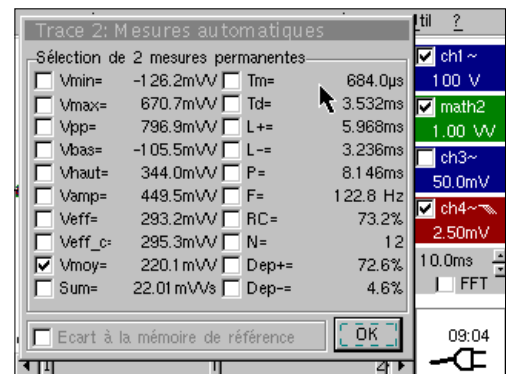 Trace 2: Mesures automatiques
Sélection de 2 mesures permanentes
Vmin= -126.2mVV Tm= 684.0µs
Vmax= 670.7mVV Td= 3.532ms
Vpp= 796.9mVV L+= 5.968ms
Vbas= -105.5mVV L-= 3.236ms
Vhaut= 344.0mVV P= 8.146ms
Vamp= 449.5mVV F= 122.8 Hz
Veff= 293.2mVV RC= 73.2%
Veff_c= 295.3mVV N= 12
Vmoy= 220.1mVV Dep+= 72.6%
Sum= 22.01mVVs Dep-= 4.6%
Ecart à la mémoire de référence
OK
til ?
ch1~
100 V
math2
1.00 VV
ch3~
50.0mV
ch4~
2.50mV
10.0ms
FFT
09:04